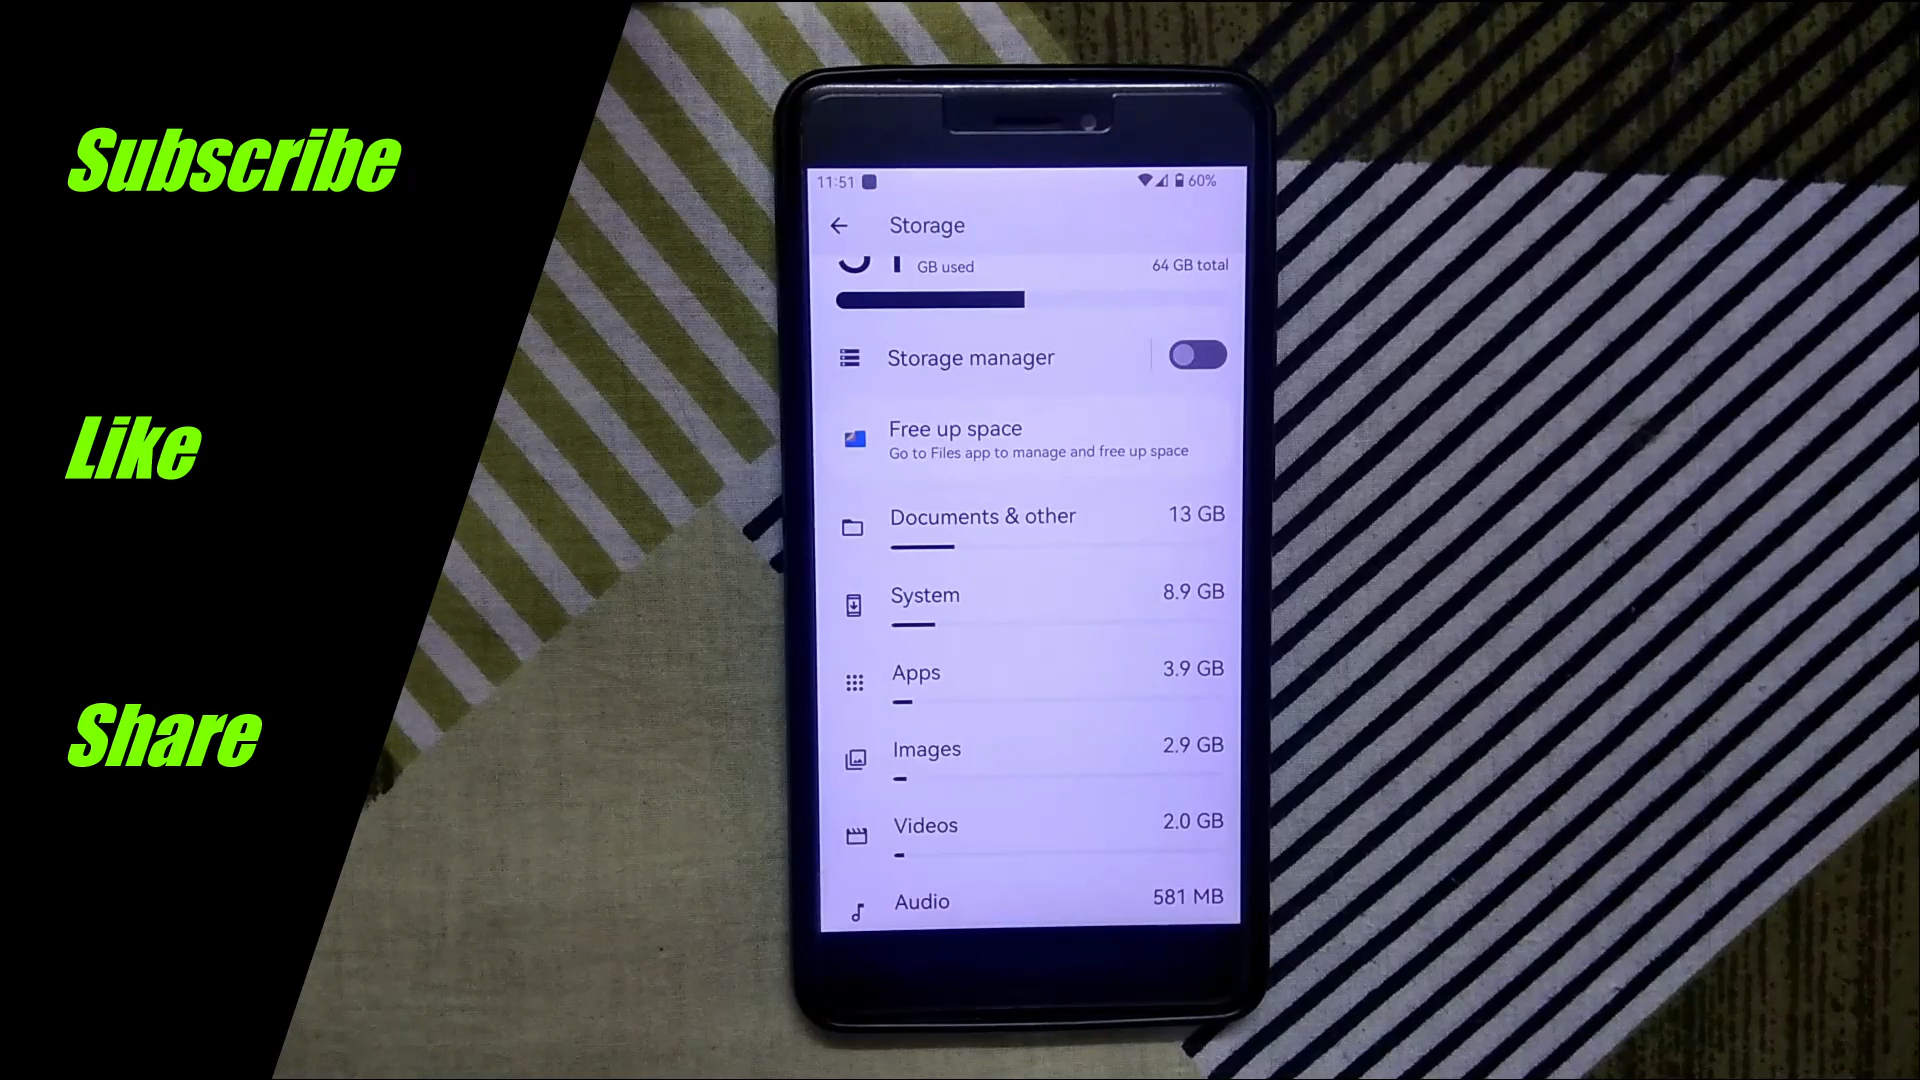 Subscribe
Like
Share
11:51 60%
Storage
GB used 64 GB total
Storage manager
Free up space
Go to Files app to manage and free up space
Documents & other 13 GB
System 8.9 GB
Apps 3.9 GB
Images 2.9 GB
Videos 2.0 GB
Audio 581 MB